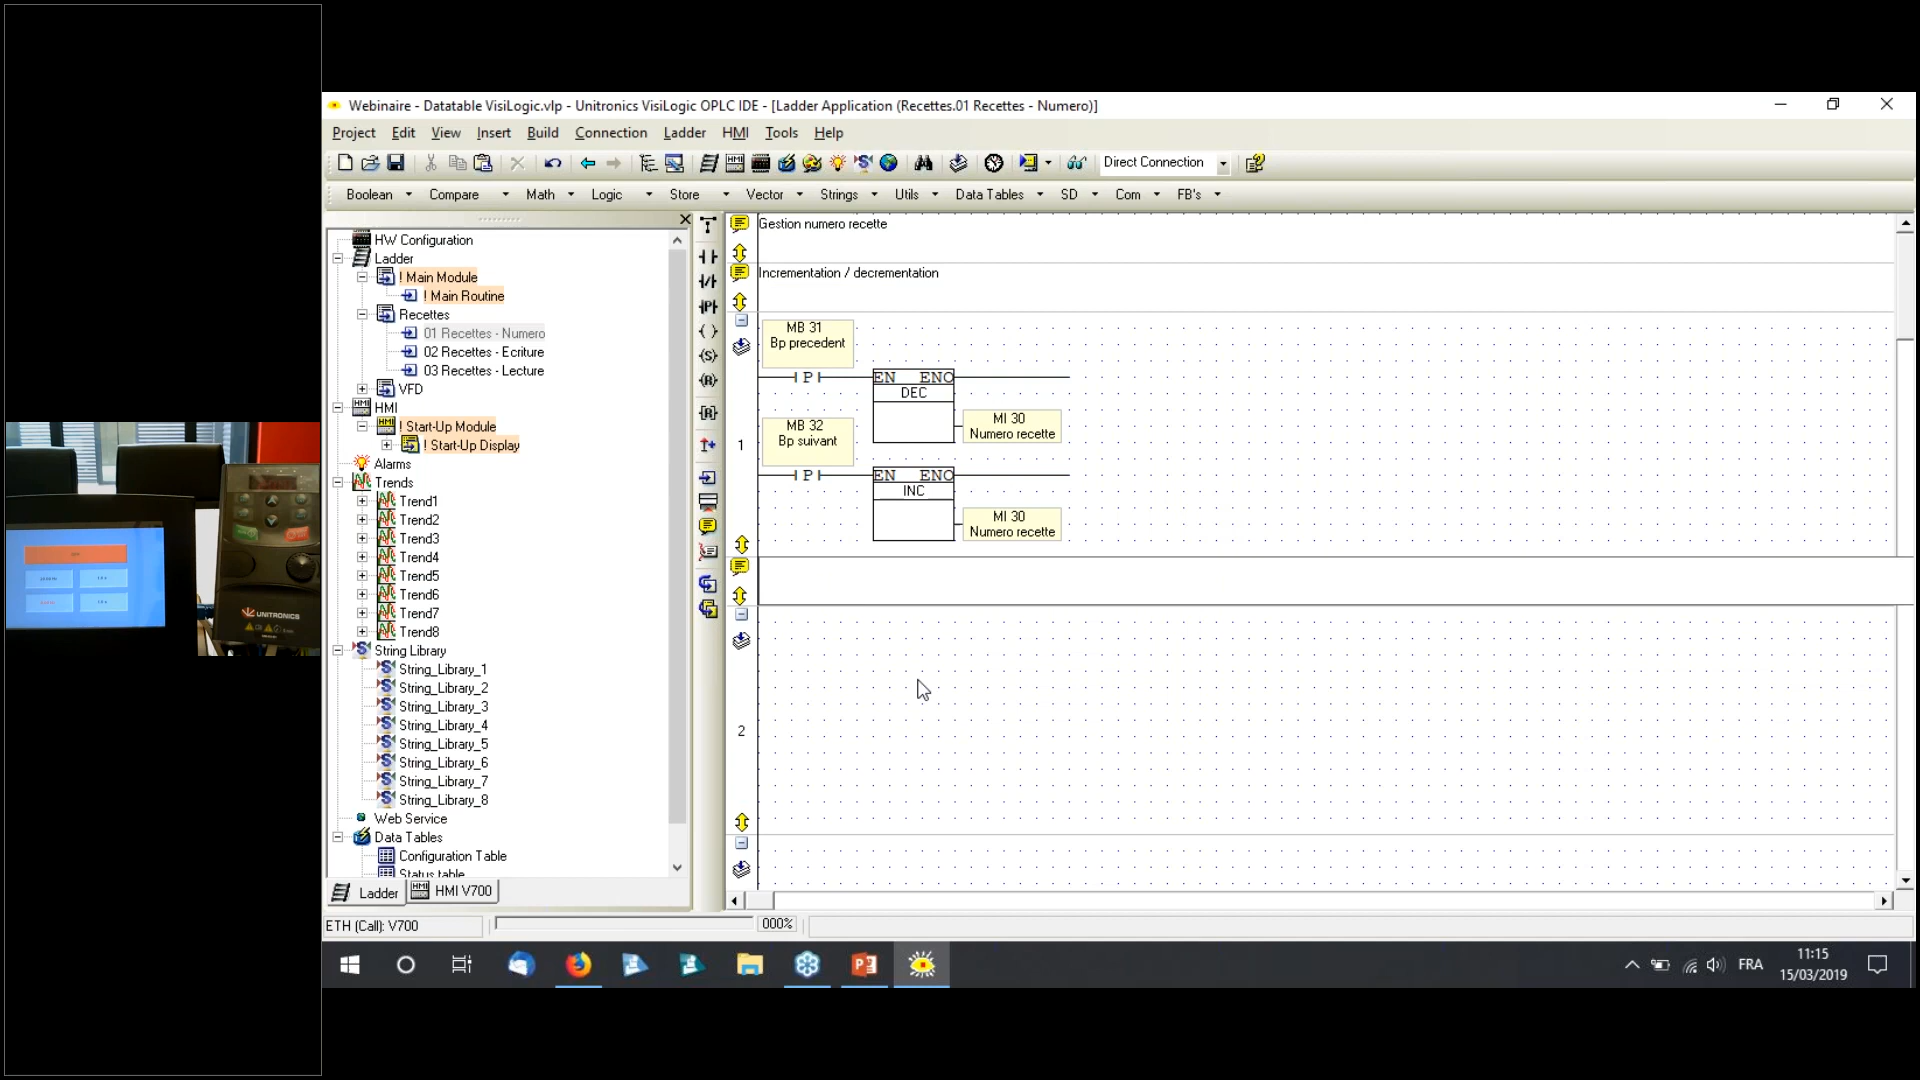 Webinaire - Datatable VisiLogic.vlp - Unitronics VisiLogic OPLC IDE - [Ladder Application (Recettes.01 Recettes - Numero)]
Project Edit View Insert Build Connection Ladder HMI Tools Help
Direct Connection
Boolean Compare Math Logic Store Vector Strings Utils Data Tables SD Com FB's
HW Configuration
Ladder
! Main Module
! Main Routine
Recettes
01 Recettes - Numero
02 Recettes - Ecriture
03 Recettes - Lecture
VFD
HMI
! Start-Up Module
! Start-Up Display
Alarms
Trends
Trend1
Trend2
Trend3
Trend4
Trend5
Trend6
Trend7
Trend8
String Library
String_Library_1
String_Library_2
String_Library_3
String_Library_4
String_Library_5
String_Library_6
String_Library_7
String_Library_8
Web Service
Data Tables
Configuration Table
Status table
Ladder HMI V700
Gestion numero recette
Incrementation / decrementation
MB 31
Bp precedent
P
EN ENO
DEC
MI 30
Numero recette
1
MB 32
Bp suivant
P
EN ENO
INC
MI 30
Numero recette
2
ETH (Call): V700
000%
UNITRONICS
FRA
11:15
15/03/2019